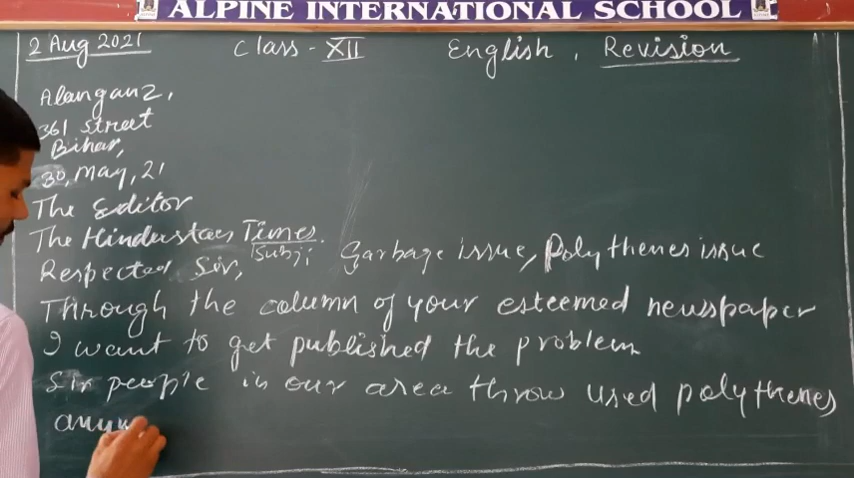 ALPINE INTERNATIONAL SCHOOL
2 Aug 2021 Class - XII English, Revision
Alanganz,
361 street
Bihar,
30, May, 21
The Editor
The Hindustan Times.
Subj; Garbage issue, Polythenes issue
Respected Sir,
Through the column of your esteemed newspaper
I want to get published the problem
Sir people in our area throw used polythenes